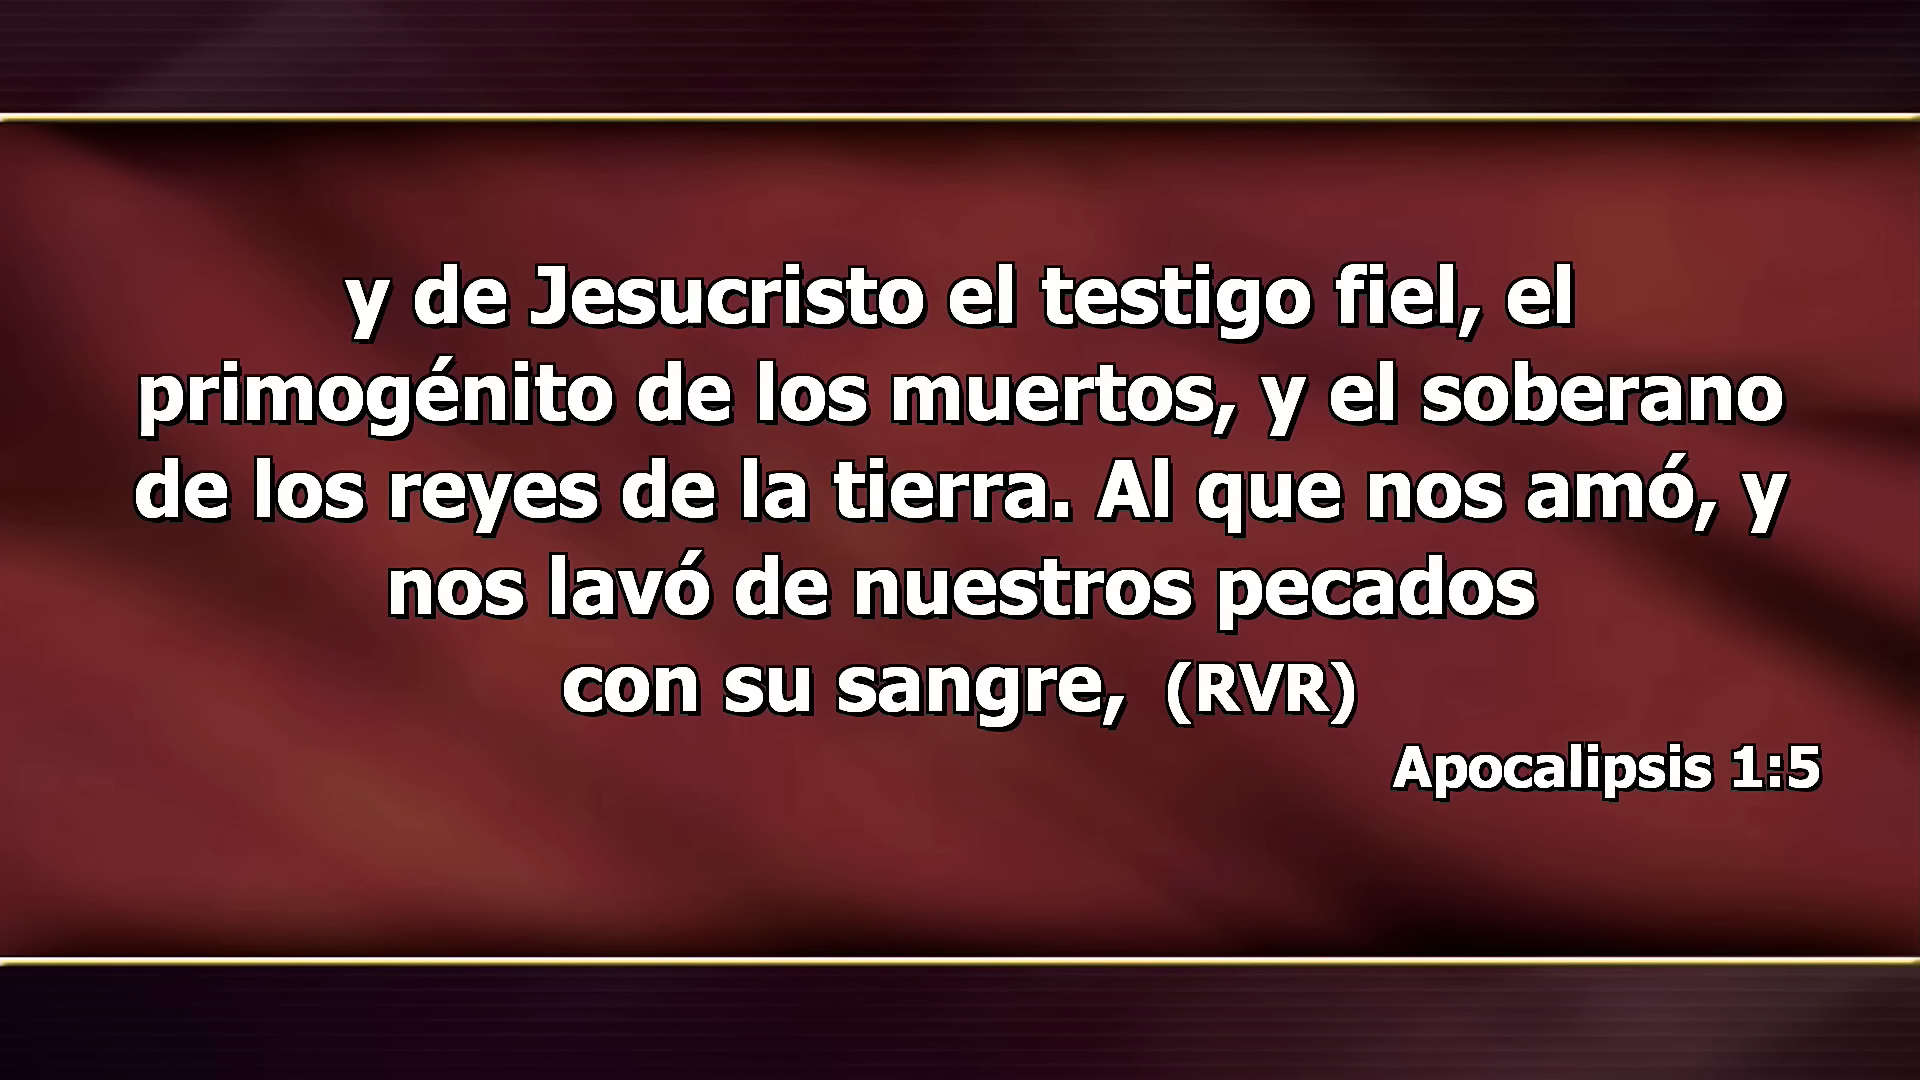 y de Jesucristo el testigo fiel, el
primogénito de los muertos, y el soberano
de los reyes de la tierra. Al que nos amó, y
nos lavó de nuestros pecados
con su sangre, (RVR)
Apocalipsis 1:5